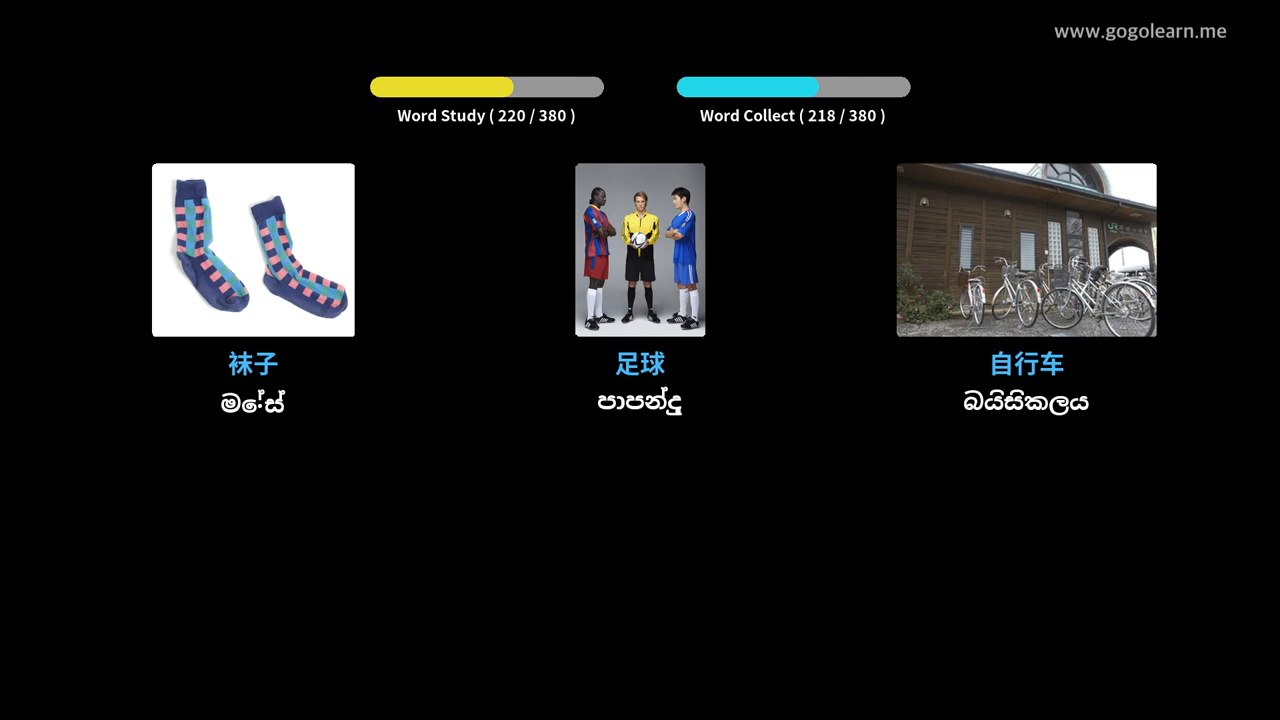 www.gogolearn.me
Word Study ( 220 / 380 )
Word Collect ( 218 / 380 )
袜子
足球
自行车
මේස්
පාපන්දු
බයිසිකලය
JR